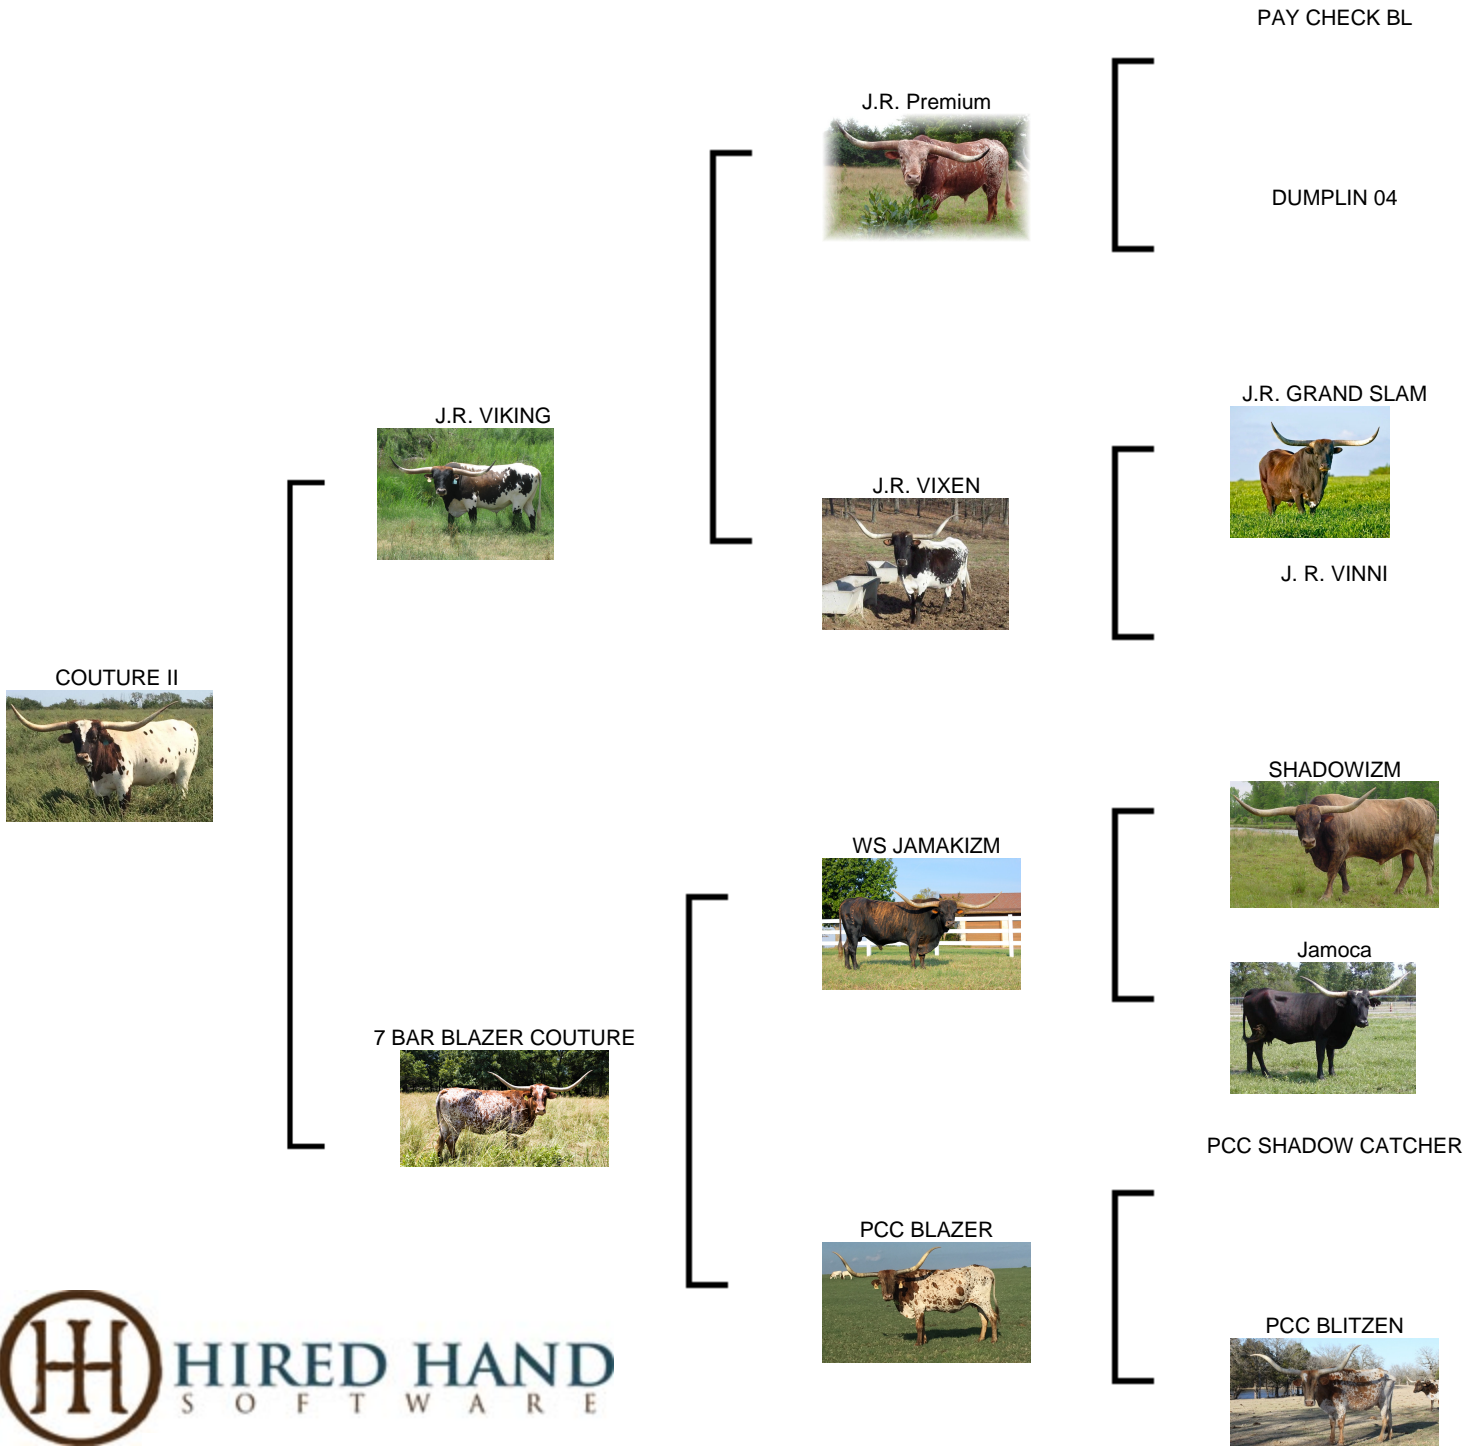 PAY CHECK BL
J.R. Premium
DUMPLIN 04
J.R. GRAND SLAM
J.R. VIKING
J.R. VIXEN
J. R. VINNI
COUTURE II
SHADOWIZM
WS JAMAKIZM
Jamoca
7 BAR BLAZER COUTURE
PCC SHADOW CATCHER
PCC BLAZER
PCC BLITZEN
HIRED HAND
SOFTWARE